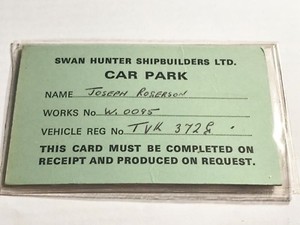 SWAN HUNTER SHIPBUILDERS LTD.
CAR PARK
NAME JOSEPH ROGERSON
WORKS No W. 0095
VEHICLE REG No TVK 372G
THIS CARD MUST BE COMPLETED ON
RECEIPT AND PRODUCED ON REQUEST.